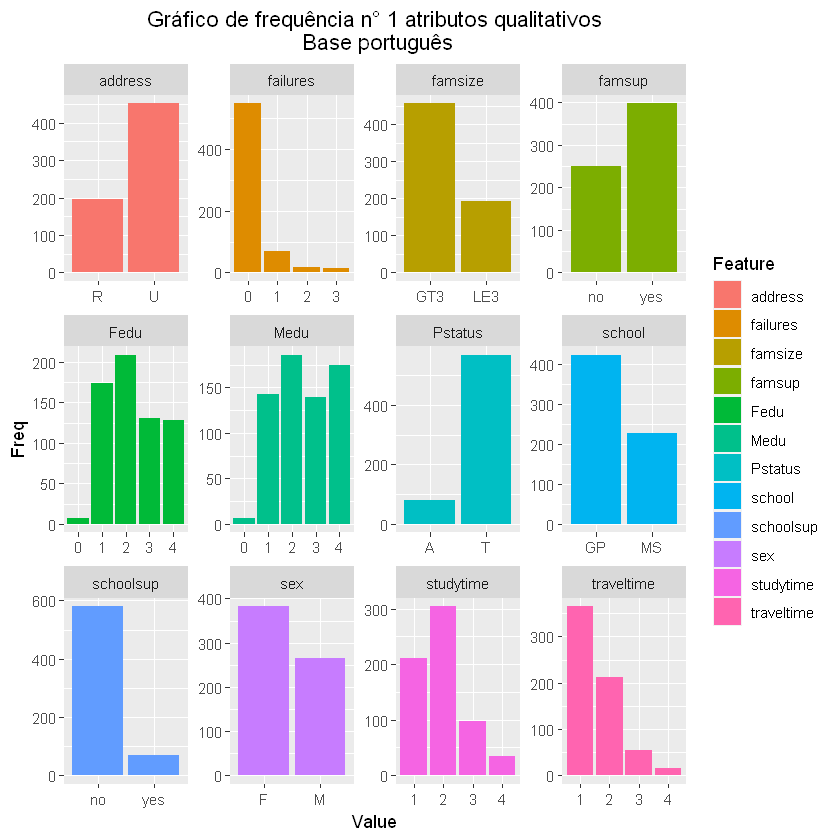 Gráfico de frequência n° 1 atributos qualitativos
Base português
address failures famsize famsup
400
300
200
100
0
R U
400
200
0
0 1 2 3
400
300
200
100
0
GT3 LE3
400
300
200
100
0
no yes
Fedu Medu Pstatus school
200
150
100
50
0
0 1 2 3 4
150
100
50
0
0 1 2 3 4
400
200
0
A T
400
300
200
100
0
GP MS
schoolsup sex studytime traveltime
600
400
200
0
no yes
400
300
200
100
0
F M
300
200
100
0
1 2 3 4
300
200
100
0
1 2 3 4
Freq
Value
Feature
address
failures
famsize
famsup
Fedu
Medu
Pstatus
school
schoolsup
sex
studytime
traveltime